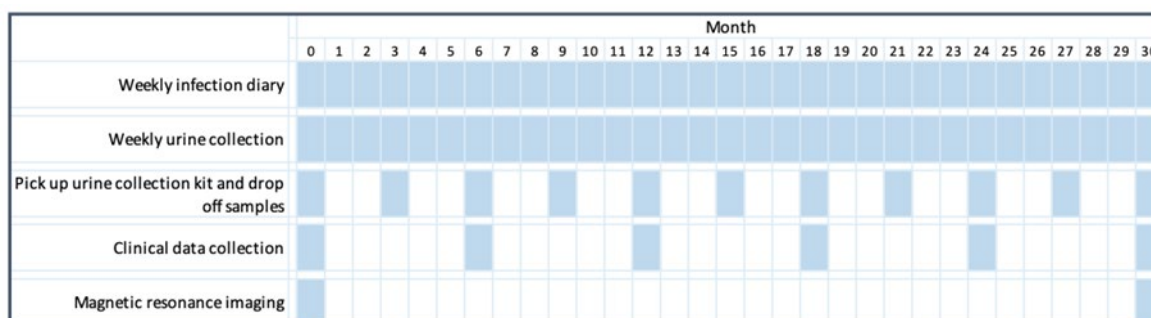 Month
0 1 2 3 4 5 6 7 8 9 10 11 12 13 14 15 16 17 18 19 20 21 22 23 24 25 26 27 28 29
Weekly infection diary
Weekly urine collection
Pick up urine collection kit and drop
off samples
Clinical data collection
Magnetic resonance imaging